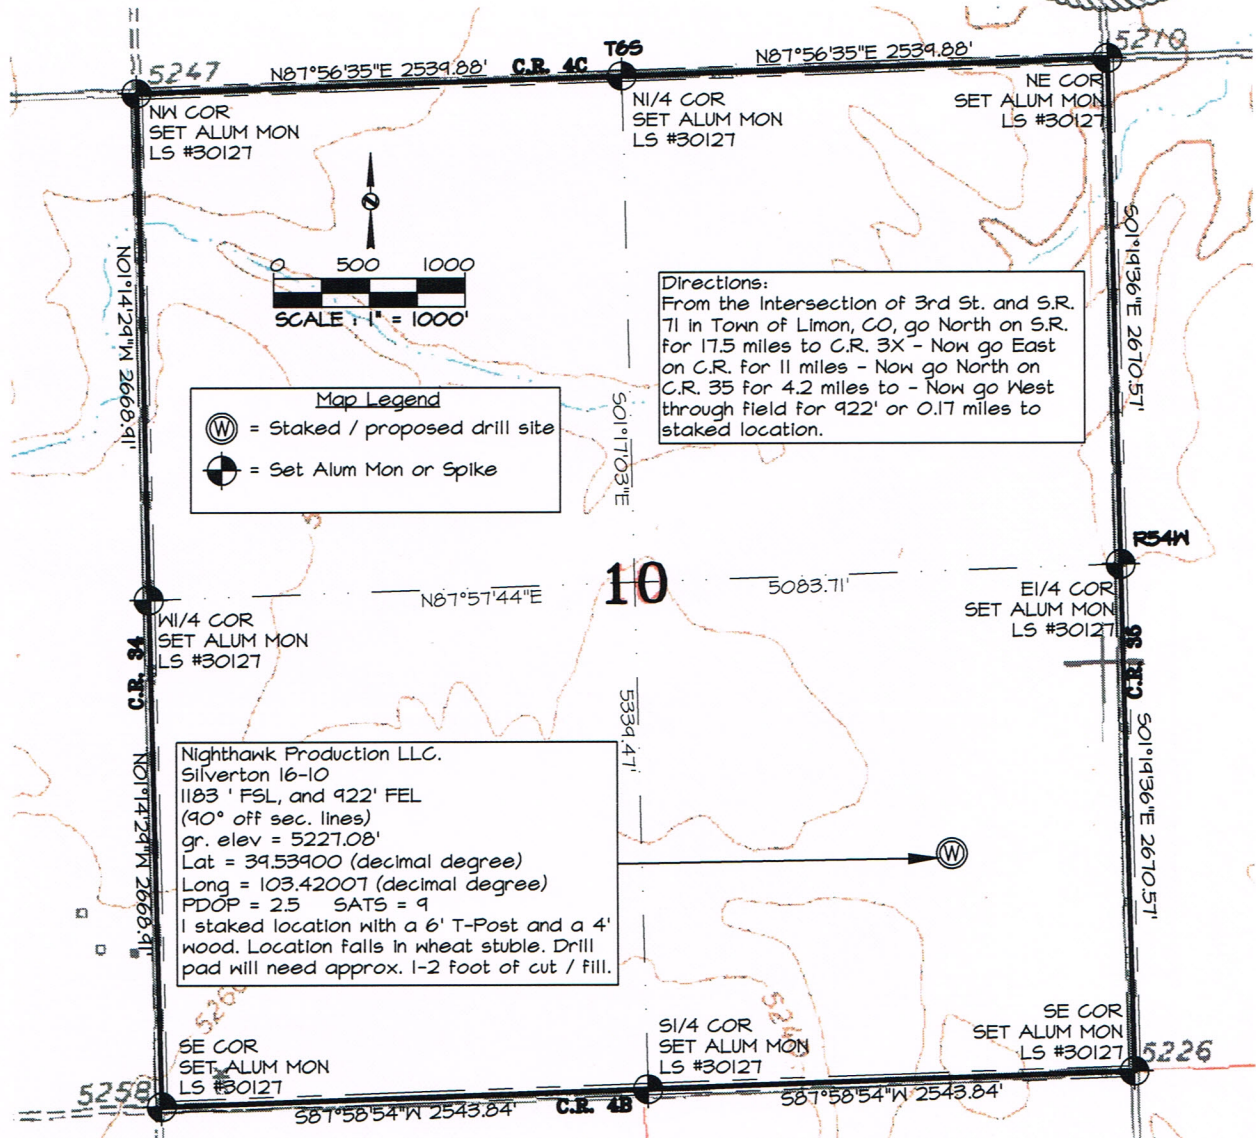 T6S
5247
N87°56'35"E 2539.88'
C.R. 4C
N87°56'35"E 2539.88'
5210
NW COR
SET ALUM MON
LS #30127
N1/4 COR
SET ALUM MON
LS #30127
NE COR
SET ALUM MON
LS #30127
N
0 500 1000
SCALE : 1" = 1000'
N01°14'29"W 2668.91'
S01°19'36"E 2670.57'
Directions:
From the intersection of 3rd St. and S.R.
71 in Town of Limon, CO, go North on S.R.
for 17.5 miles to C.R. 3X - Now go East
on C.R. for 11 miles - Now go North on
C.R. 35 for 4.2 miles to - Now go West
through field for 922' or 0.17 miles to
staked location.
Map Legend
W = Staked / proposed drill site
= Set Alum Mon or Spike
S01°17'03"E
R54W
10
N87°57'44"E
5083.71'
W1/4 COR
SET ALUM MON
LS #30127
E1/4 COR
SET ALUM MON
LS #30127
C.R. 34
C.R. 35
5339.47'
N01°14'29"W 2668.91'
S01°19'36"E 2670.57'
Nighthawk Production LLC.
Silverton 16-10
1183 ' FSL, and 922' FEL
(90° off sec. lines)
gr. elev = 5227.08'
Lat = 39.53900 (decimal degree)
Long = 103.42007 (decimal degree)
PDOP = 2.5 SATS = 9
I staked location with a 6' T-Post and a 4'
wood. Location falls in wheat stuble. Drill
pad will need approx. 1-2 foot of cut / fill.
W
SE COR
SET ALUM MON
LS #30127
S1/4 COR
SET ALUM MON
LS #30127
SE COR
SET ALUM MON
LS #30127
5258
5226
S87°58'54"W 2543.84'
C.R. 4B
S87°58'54"W 2543.84'